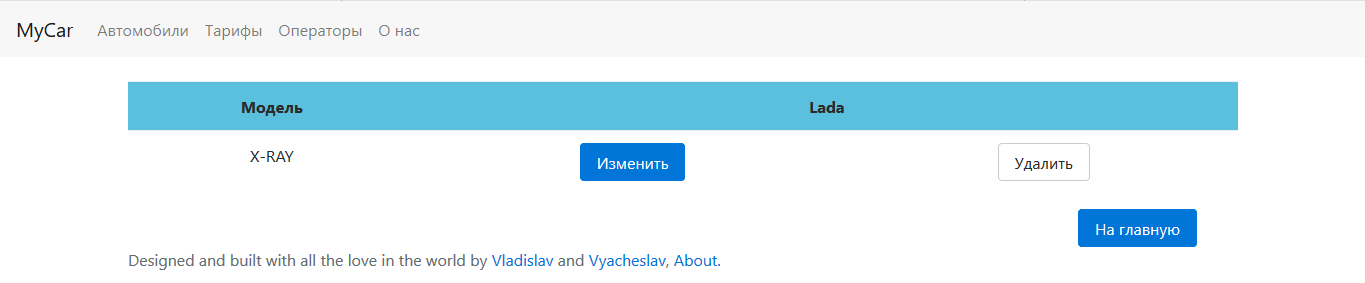 MyCar Автомобили Тарифы Операторы О нас
Модель Lada
X-RAY Изменить Удалить
На главную
Designed and built with all the love in the world by Vladislav and Vyacheslav, About.